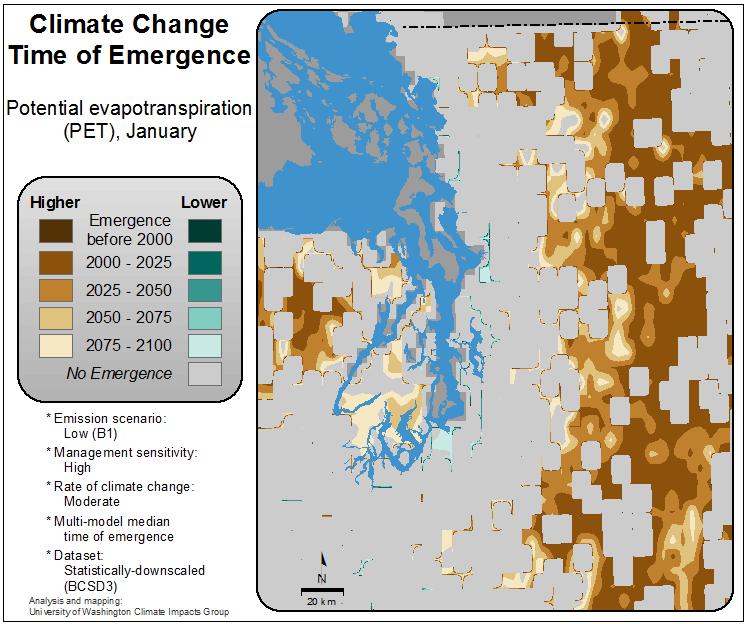 Climate Change
Time of Emergence
Potential evapotranspiration
(PET), January
Higher Lower
Emergence
before 2000
2000 - 2025
2025 - 2050
2050 - 2075
2075 - 2100
No Emergence
* Emission scenario:
Low (B1)
* Management sensitivity:
High
* Rate of climate change:
Moderate
* Multi-model median
time of emergence
* Dataset:
Statistically-downscaled
(BCSD3)
Analysis and mapping:
University of Washington Climate Impacts Group
N
20 km